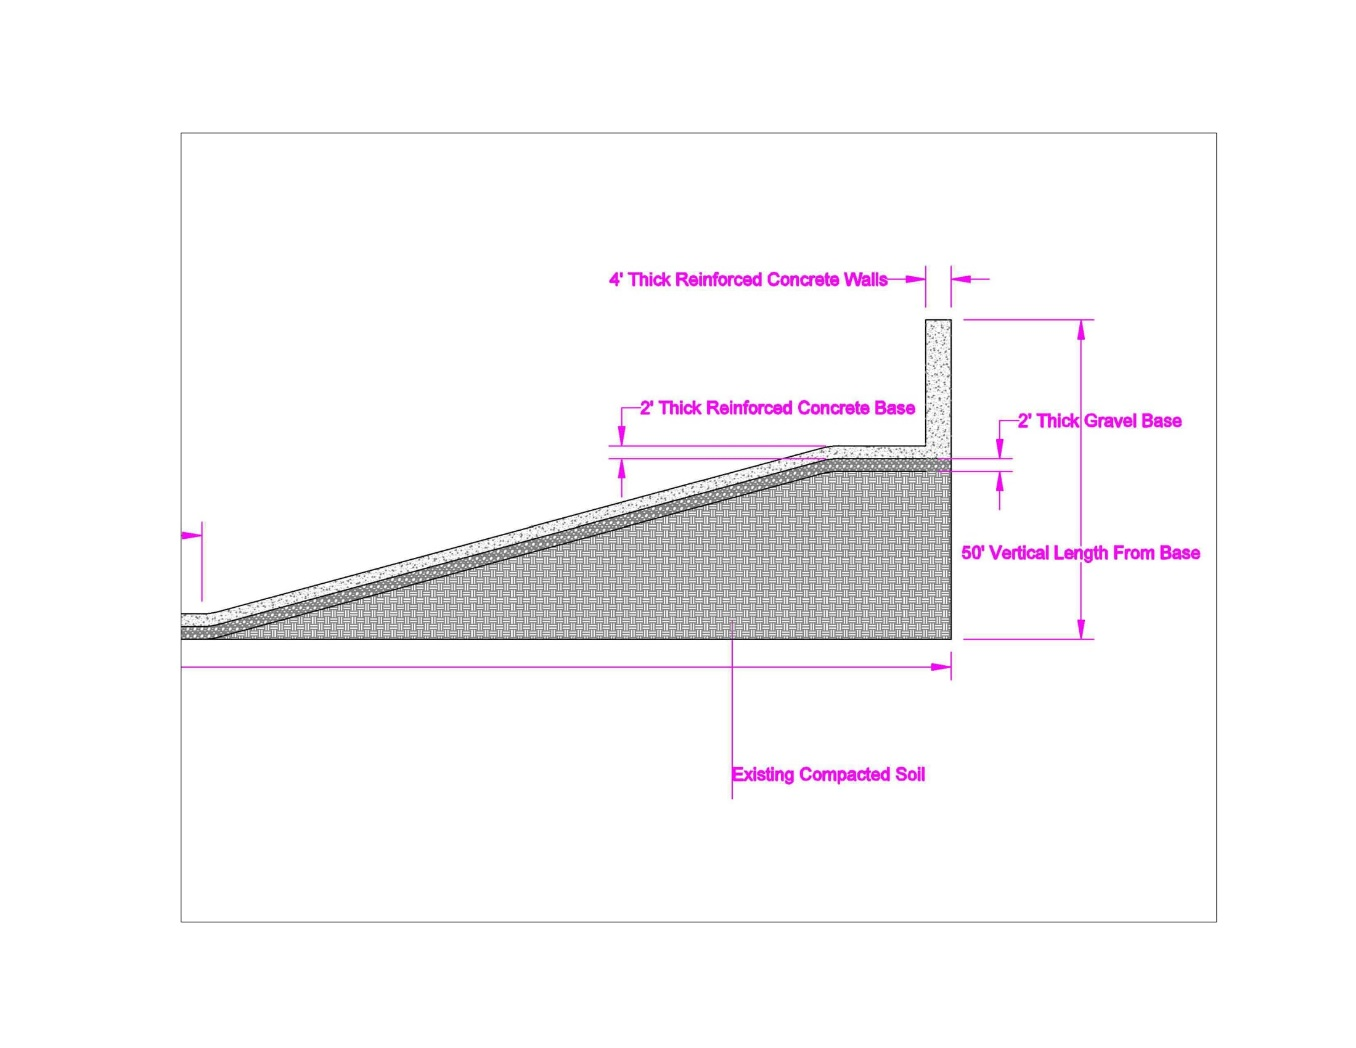 4' Thick Reinforced Concrete Walls
2' Thick Reinforced Concrete Base
2' Thick Gravel Base
50' Vertical Length From Base
Existing Compacted Soil